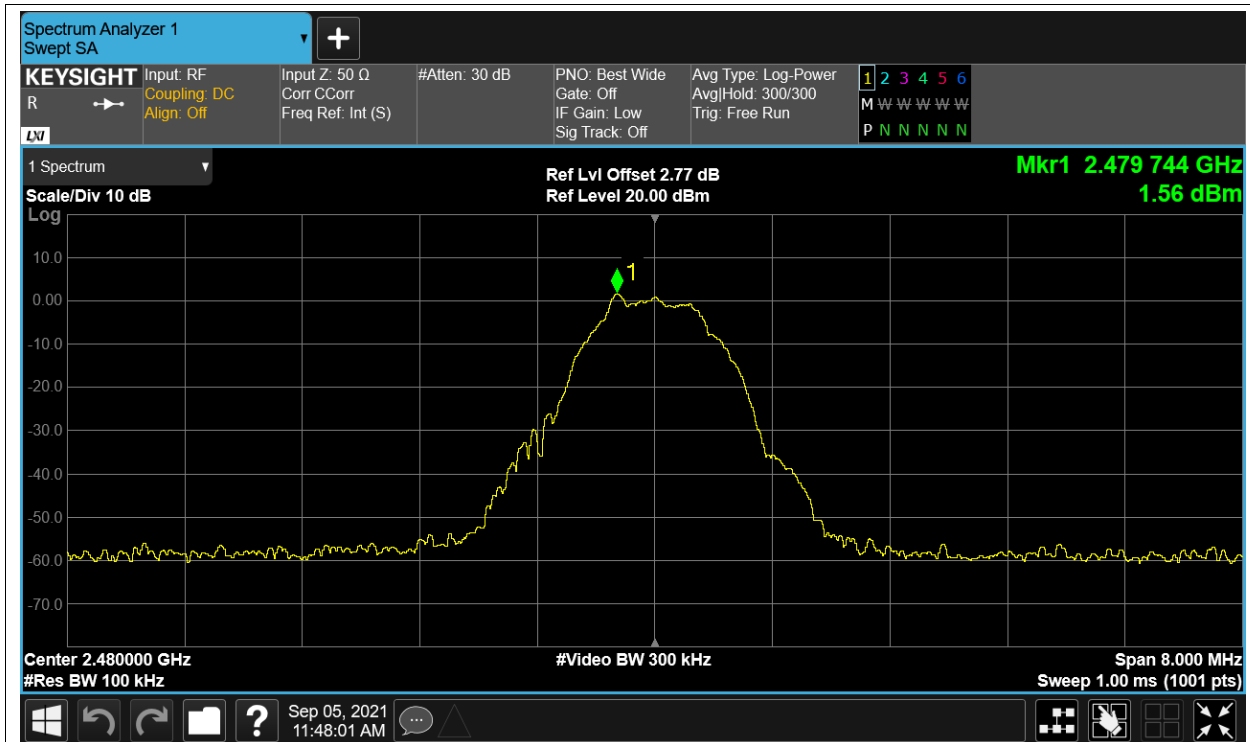 Spectrum Analyzer 1
Swept SA
KEYSIGHT
R
LXI
Input: RF
Coupling: DC
Align: Off
Input Z: 50 Ω
Corr CCorr
Freq Ref: Int (S)
#Atten: 30 dB
PNO: Best Wide
Gate: Off
IF Gain: Low
Sig Track: Off
Avg Type: Log-Power
Avg|Hold: 300/300
Trig: Free Run
1 2 3 4 5 6
M W W W W W
P N N N N N
1 Spectrum
Scale/Div 10 dB
Ref Lvl Offset 2.77 dB
Ref Level 20.00 dBm
Mkr1 2.479 744 GHz
1.56 dBm
Log
10.0
0.00
-10.0
-20.0
-30.0
-40.0
-50.0
-60.0
-70.0
1
Center 2.480000 GHz
#Res BW 100 kHz
#Video BW 300 kHz
Span 8.000 MHz
Sweep 1.00 ms (1001 pts)
?
Sep 05, 2021
11:48:01 AM